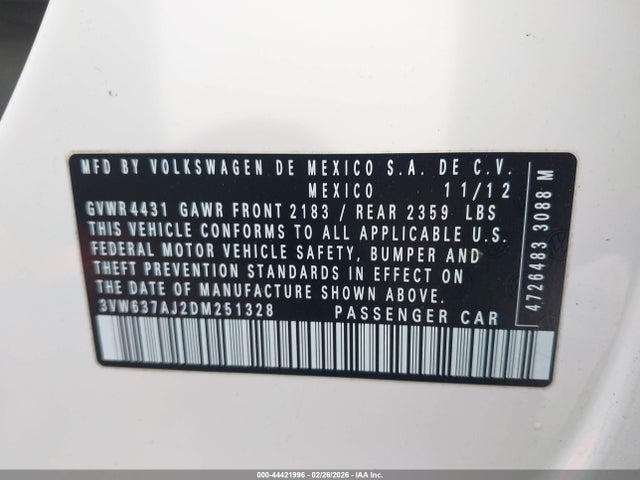 MFD BY VOLKSWAGEN DE MEXICO S.A. DE C.V.
MEXICO 11/12
GVWR 4431 GAWR FRONT 2183 / REAR 2359 LBS
THIS VEHICLE CONFORMS TO ALL APPLICABLE U.S.
FEDERAL MOTOR VEHICLE SAFETY, BUMPER AND
THEFT PREVENTION STANDARDS IN EFFECT ON
THE DATE OF MANUFACTURE SHOWN ABOVE.
3VW637AJ2DM251328 PASSENGER CAR
4726483 3088 M
000-44421996 - 02/26/2026 - IAA Inc.